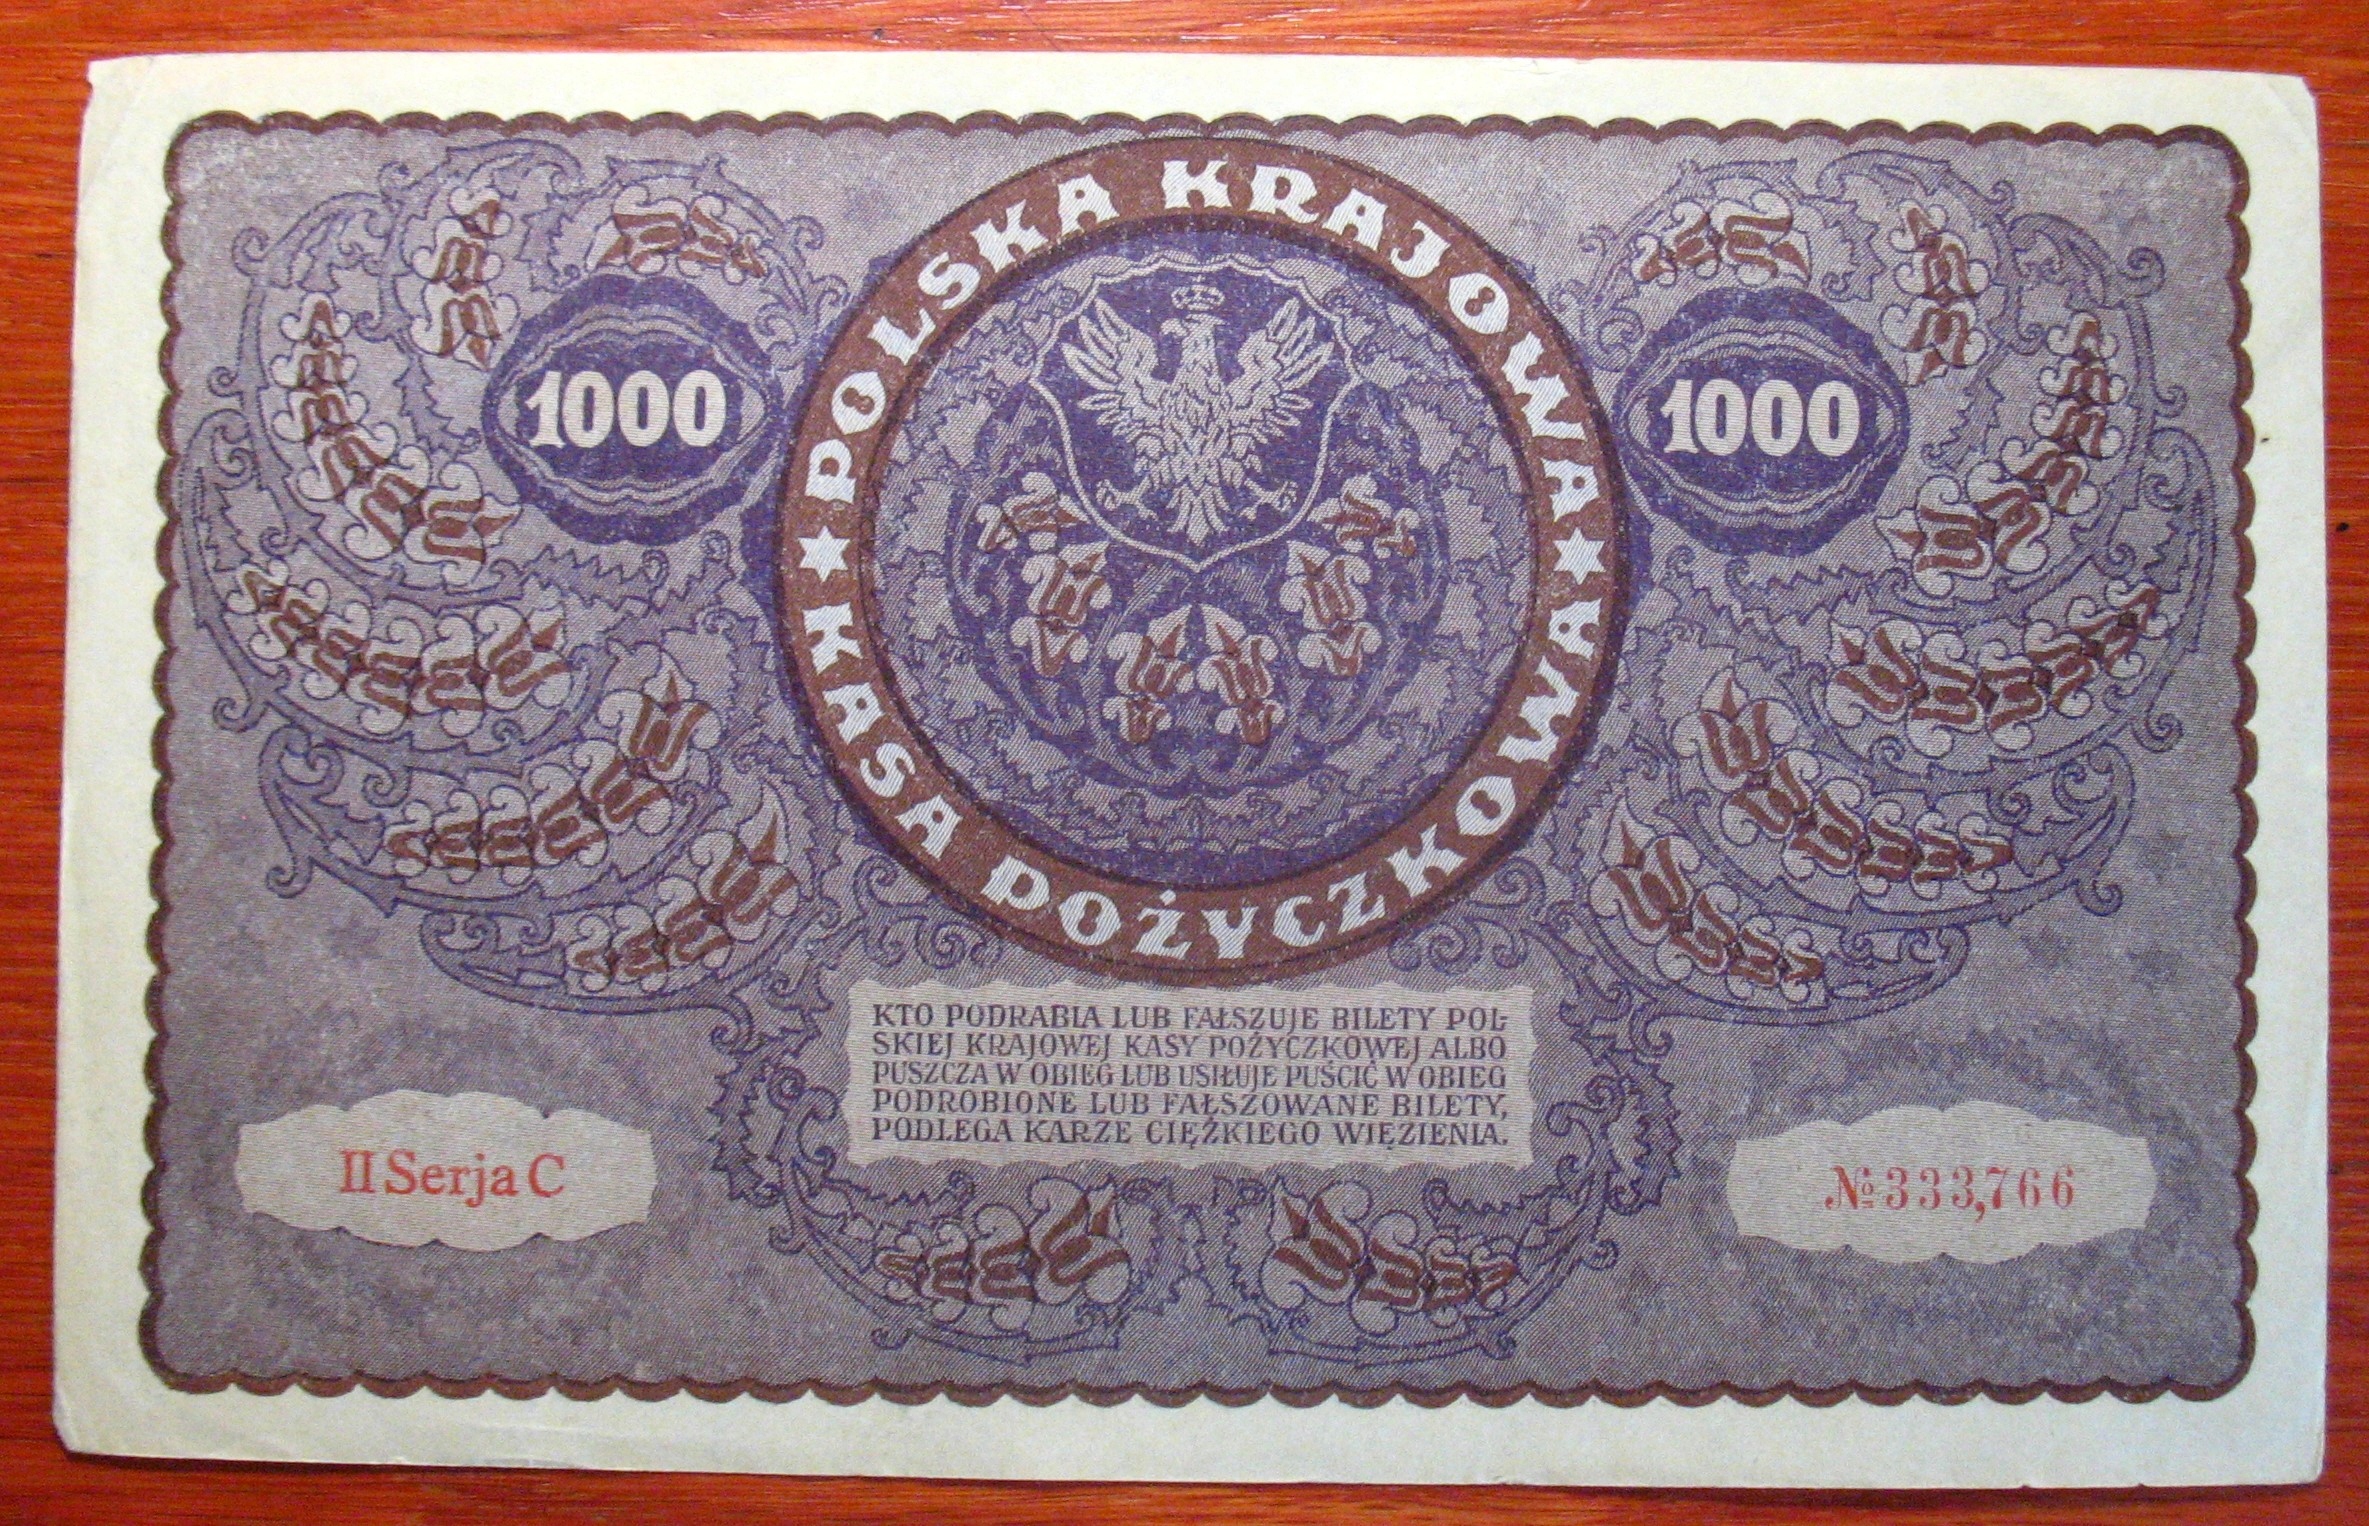 POLSKA KRAJOWA
KASA POŻYCZKOWA
1000
1000
KTO PODRABIA LUB FAŁSZUJE BILETY POL-
SKIEJ KRAJOWEJ KASY POŻYCZKOWEJ ALBO
PUSZCZA W OBIEG LUB USIŁUJE PUŚCIĆ W OBIEG
PODROBIONE LUB FAŁSZOWANE BILETY,
PODLEGA KARZE CIĘŻKIEGO WIĘZIENIA.
II Serja C
№ 333,766